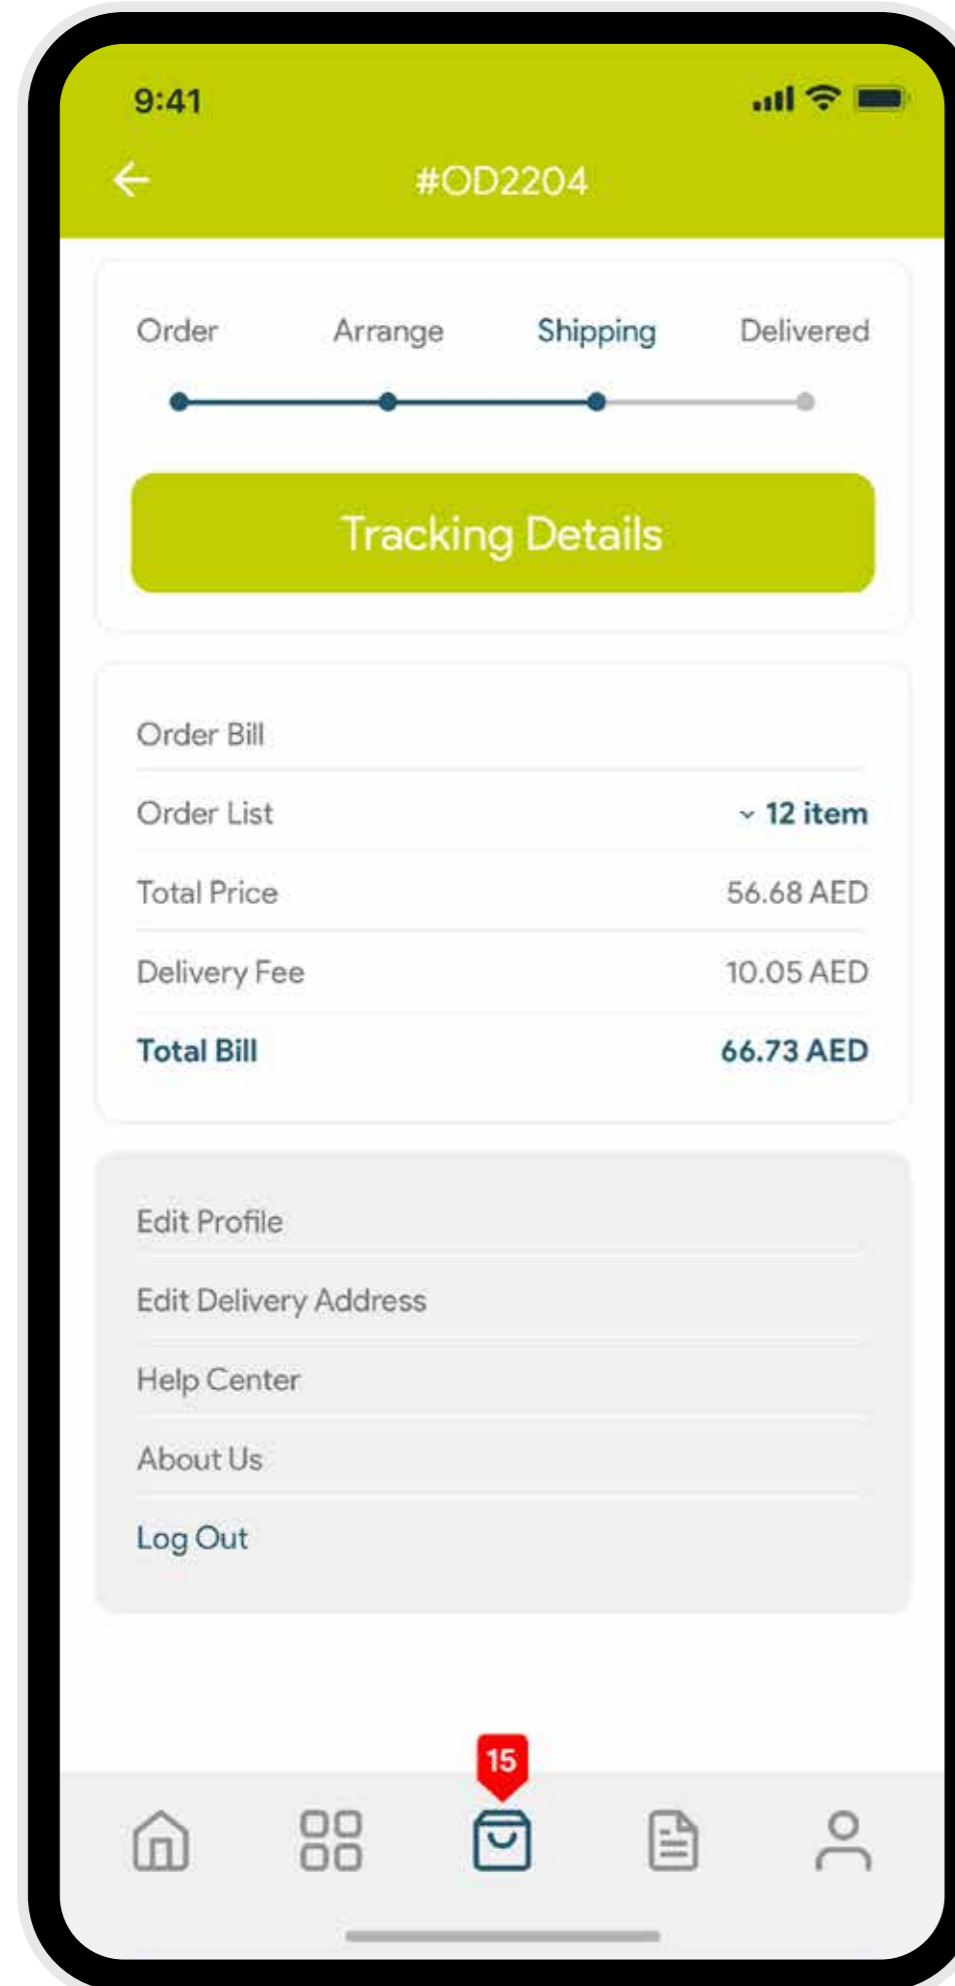 9:41
#OD2204
Order Arrange Shipping Delivered
Tracking Details
Order Bill
Order List 12 item
Total Price 56.68 AED
Delivery Fee 10.05 AED
Total Bill 66.73 AED
Edit Profile
Edit Delivery Address
Help Center
About Us
Log Out
15